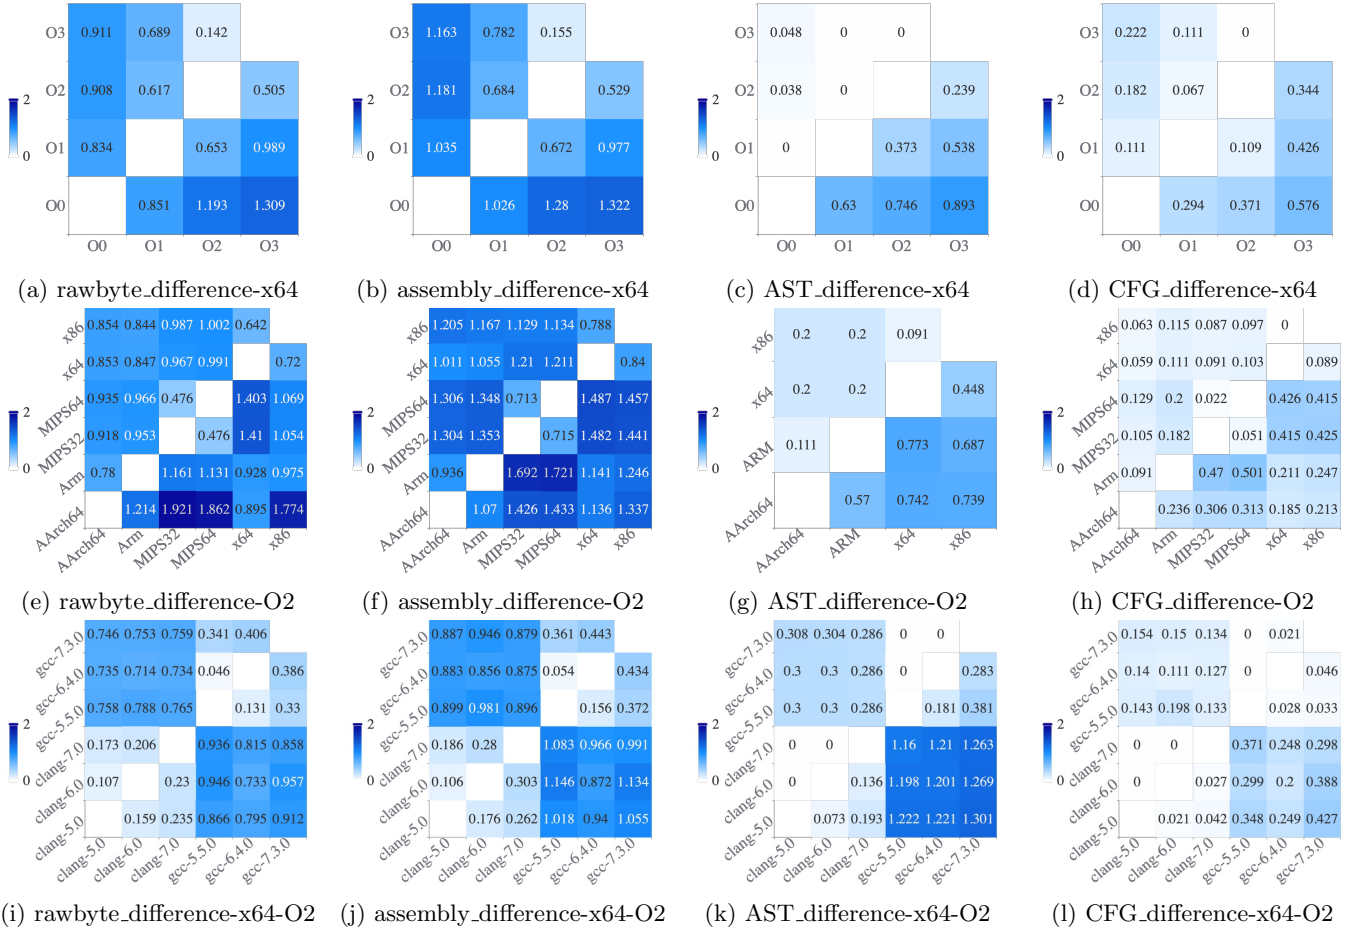 O3 0.911 0.689 0.142
O2 0.908 0.617 0.505
O1 0.834 0.653 0.989
O0 0.851 1.193 1.309
O0 O1 O2 O3
2
0
(a) rawbyte_difference-x64
O3 1.163 0.782 0.155
O2 1.181 0.684 0.529
O1 1.035 0.672 0.977
O0 1.026 1.28 1.322
O0 O1 O2 O3
2
0
(b) assembly_difference-x64
O3 0.048 0 0
O2 0.038 0 0.239
O1 0 0.373 0.538
O0 0.63 0.746 0.893
O0 O1 O2 O3
2
0
(c) AST_difference-x64
O3 0.222 0.111 0
O2 0.182 0.067 0.344
O1 0.111 0.109 0.426
O0 0.294 0.371 0.576
O0 O1 O2 O3
2
0
(d) CFG_difference-x64
x86 0.854 0.844 0.987 1.002 0.642
x64 0.853 0.847 0.967 0.991 0.72
MIPS64 0.935 0.966 0.476 1.403 1.069
MIPS32 0.918 0.953 0.476 1.41 1.054
Arm 0.78 1.161 1.131 0.928 0.975
AArch64 1.214 1.921 1.862 0.895 1.774
AArch64 Arm MIPS32 MIPS64 x64 x86
2
0
(e) rawbyte_difference-O2
x86 1.205 1.167 1.129 1.134 0.788
x64 1.011 1.055 1.21 1.211 0.84
MIPS64 1.306 1.348 0.713 1.487 1.457
MIPS32 1.304 1.353 0.715 1.482 1.441
Arm 0.936 1.692 1.721 1.141 1.246
AArch64 1.07 1.426 1.433 1.136 1.337
AArch64 Arm MIPS32 MIPS64 x64 x86
2
0
(f) assembly_difference-O2
x86 0.2 0.2 0.091
x64 0.2 0.2 0.448
ARM 0.111 0.773 0.687
AArch64 0.57 0.742 0.739
AArch64 ARM x64 x86
2
0
(g) AST_difference-O2
x86 0.063 0.115 0.087 0.097 0
x64 0.059 0.111 0.091 0.103 0.089
MIPS64 0.129 0.2 0.022 0.426 0.415
MIPS32 0.105 0.182 0.051 0.415 0.425
Arm 0.091 0.47 0.501 0.211 0.247
AArch64 0.236 0.306 0.313 0.185 0.213
AArch64 Arm MIPS32 MIPS64 x64 x86
2
0
(h) CFG_difference-O2
gcc-7.3.0 0.746 0.753 0.759 0.341 0.406
gcc-6.4.0 0.735 0.714 0.734 0.046 0.386
gcc-5.5.0 0.758 0.788 0.765 0.131 0.33
clang-7.0 0.173 0.206 0.936 0.815 0.858
clang-6.0 0.107 0.23 0.946 0.733 0.957
clang-5.0 0.159 0.235 0.866 0.795 0.912
clang-5.0 clang-6.0 clang-7.0 gcc-5.5.0 gcc-6.4.0 gcc-7.3.0
2
0
(i) rawbyte_difference-x64-O2
gcc-7.3.0 0.887 0.946 0.879 0.361 0.443
gcc-6.4.0 0.883 0.856 0.875 0.054 0.434
gcc-5.5.0 0.899 0.981 0.896 0.156 0.372
clang-7.0 0.186 0.28 1.083 0.966 0.991
clang-6.0 0.106 0.303 1.146 0.872 1.134
clang-5.0 0.176 0.262 1.018 0.94 1.055
clang-5.0 clang-6.0 clang-7.0 gcc-5.5.0 gcc-6.4.0 gcc-7.3.0
2
0
(j) assembly_difference-x64-O2
gcc-7.3.0 0.308 0.304 0.286 0 0
gcc-6.4.0 0.3 0.3 0.286 0 0.283
gcc-5.5.0 0.3 0.3 0.286 0.181 0.381
clang-7.0 0 0 1.16 1.21 1.263
clang-6.0 0 0.136 1.198 1.201 1.269
clang-5.0 0.073 0.193 1.222 1.221 1.301
clang-5.0 clang-6.0 clang-7.0 gcc-5.5.0 gcc-6.4.0 gcc-7.3.0
2
0
(k) AST_difference-x64-O2
gcc-7.3.0 0.154 0.15 0.134 0 0.021
gcc-6.4.0 0.14 0.111 0.127 0 0.046
gcc-5.5.0 0.143 0.198 0.133 0.028 0.033
clang-7.0 0 0 0.371 0.248 0.298
clang-6.0 0 0.027 0.299 0.2 0.388
clang-5.0 0.021 0.042 0.348 0.249 0.427
clang-5.0 clang-6.0 clang-7.0 gcc-5.5.0 gcc-6.4.0 gcc-7.3.0
2
0
(l) CFG_difference-x64-O2